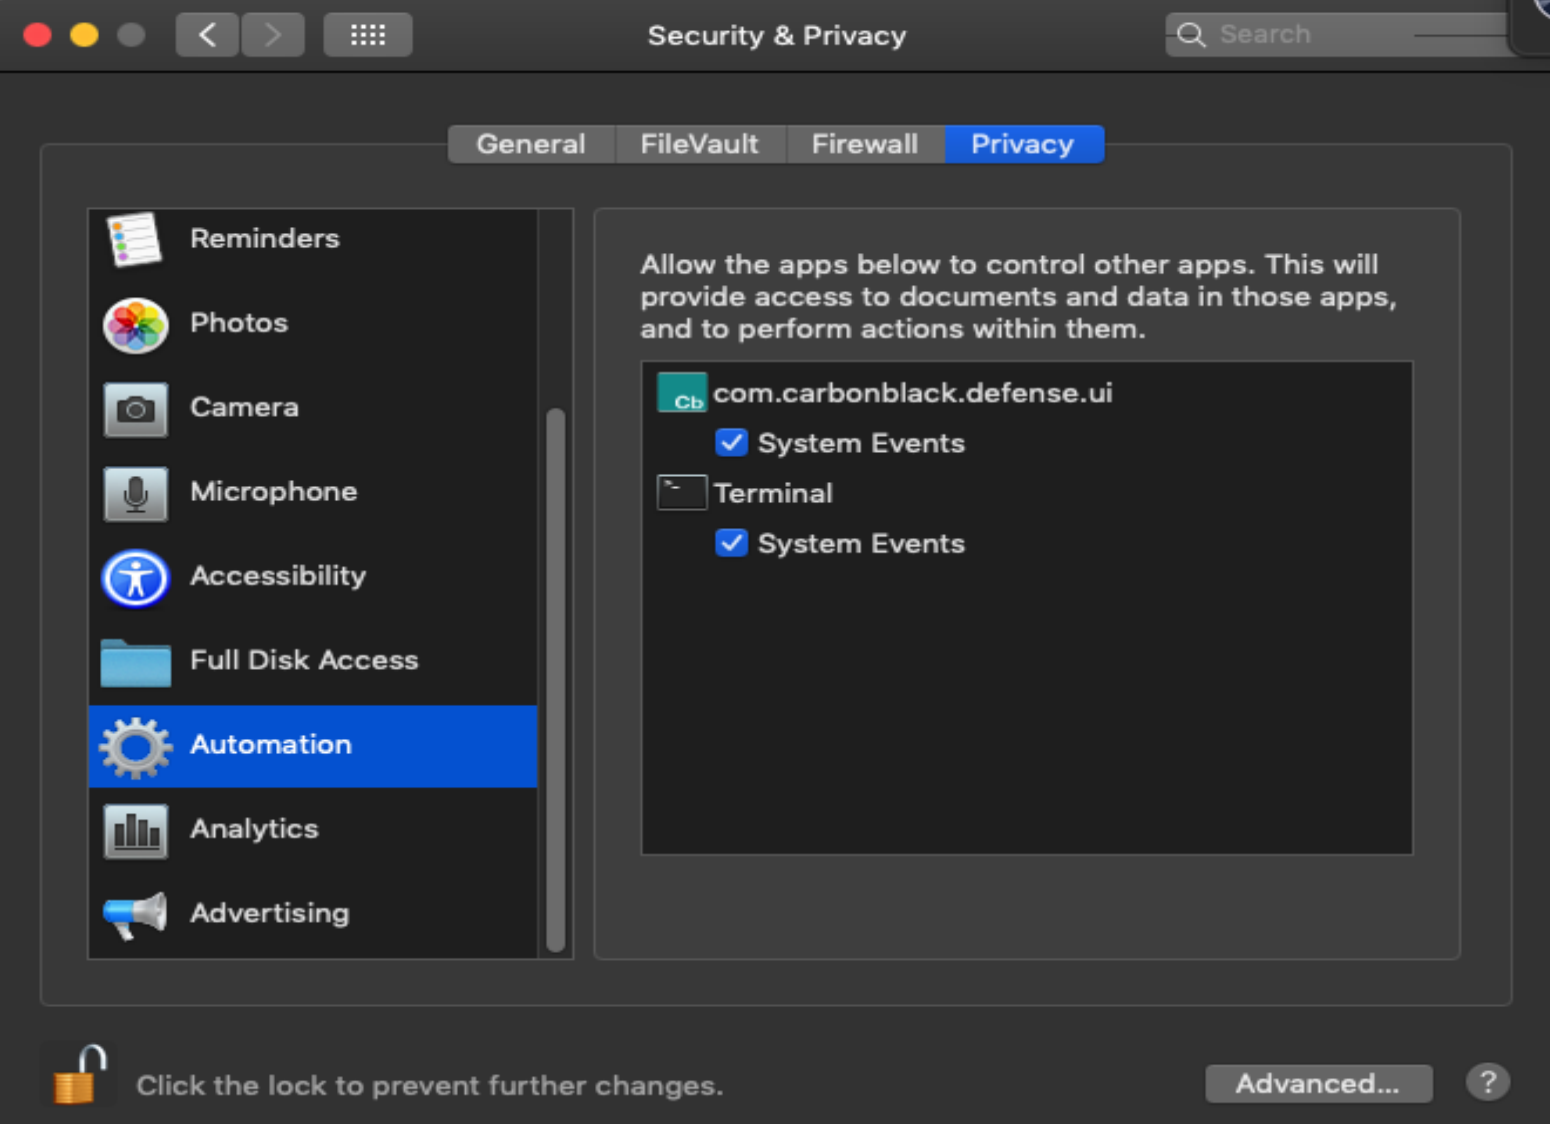 Security & Privacy
Search
General
FileVault
Firewall
Privacy
Reminders
Photos
Camera
Microphone
Accessibility
Full Disk Access
Automation
Analytics
Advertising
Allow the apps below to control other apps. This will
provide access to documents and data in those apps,
and to perform actions within them.
Cb com.carbonblack.defense.ui
System Events
Terminal
System Events
Click the lock to prevent further changes.
Advanced...
?